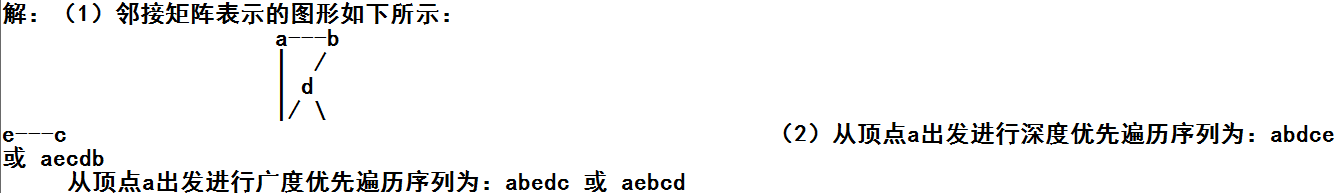 解：（1）邻接矩阵表示的图形如下所示：
a---b
|  /
| d
|/ \
e---c （2）从顶点a出发进行深度优先遍历序列为：abdce
或 aecdb
从顶点a出发进行广度优先遍历序列为：abedc 或 aebcd